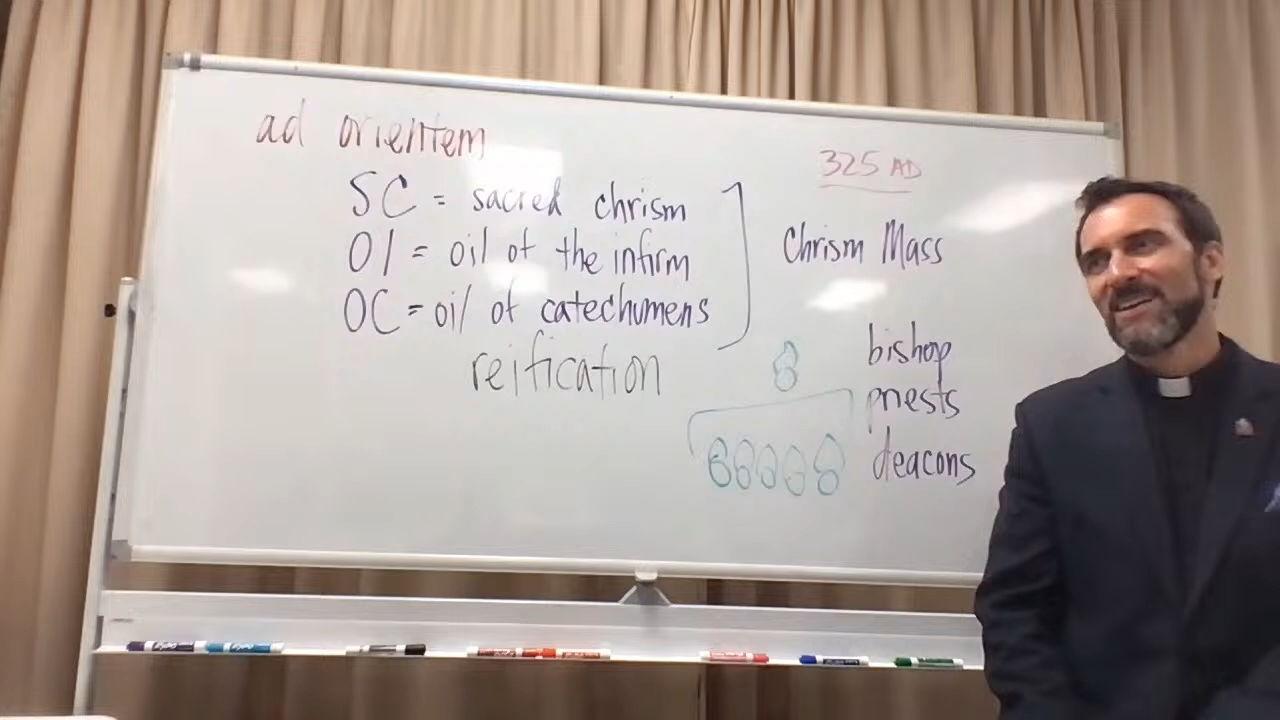 ad orientem
325 AD
SC = sacred chrism
OI = oil of the infirm
OC = oil of catechumens
Chrism Mass
reification
bishop
priests
deacons